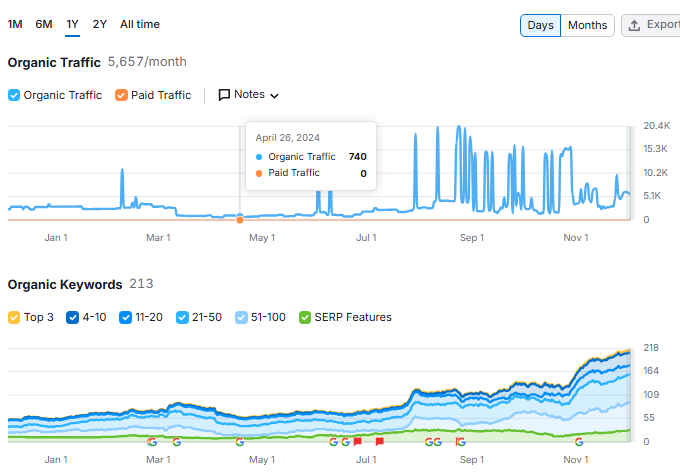 1M 6M 1Y 2Y All time Days Months Export
Organic Traffic 5,657/month
Organic Traffic Paid Traffic Notes
April 26, 2024
Organic Traffic 740
Paid Traffic 0
20.4K
15.3K
10.2K
5.1K
0
Jan 1 Mar 1 May 1 Jul 1 Sep 1 Nov 1
Organic Keywords 213
Top 3 4-10 11-20 21-50 51-100 SERP Features
218
164
109
55
0
G G G G G G G G G
Jan 1 Mar 1 May 1 Jul 1 Sep 1 Nov 1